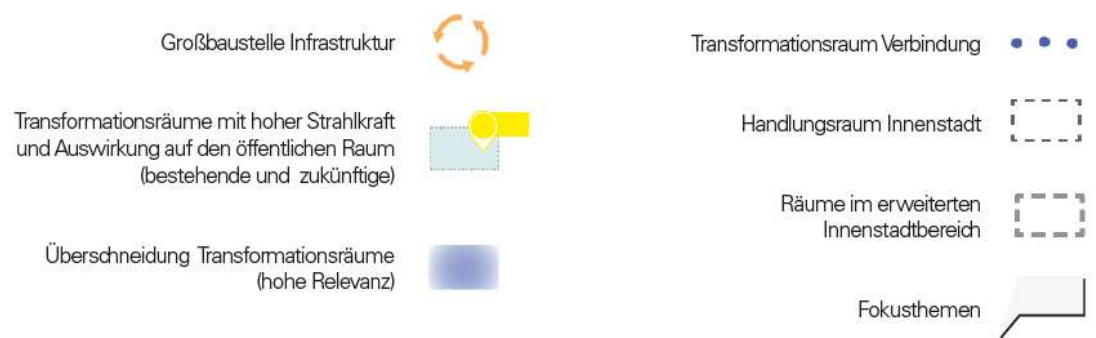 Großbaustelle Infrastruktur
Transformationsräume mit hoher Strahlkraft
und Auswirkung auf den öffentlichen Raum
(bestehende und zukünftige)
Überschneidung Transformationsräume
(hohe Relevanz)
Transformationsraum Verbindung
Handlungsraum Innenstadt
Räume im erweiterten
Innenstadtbereich
Fokusthemen